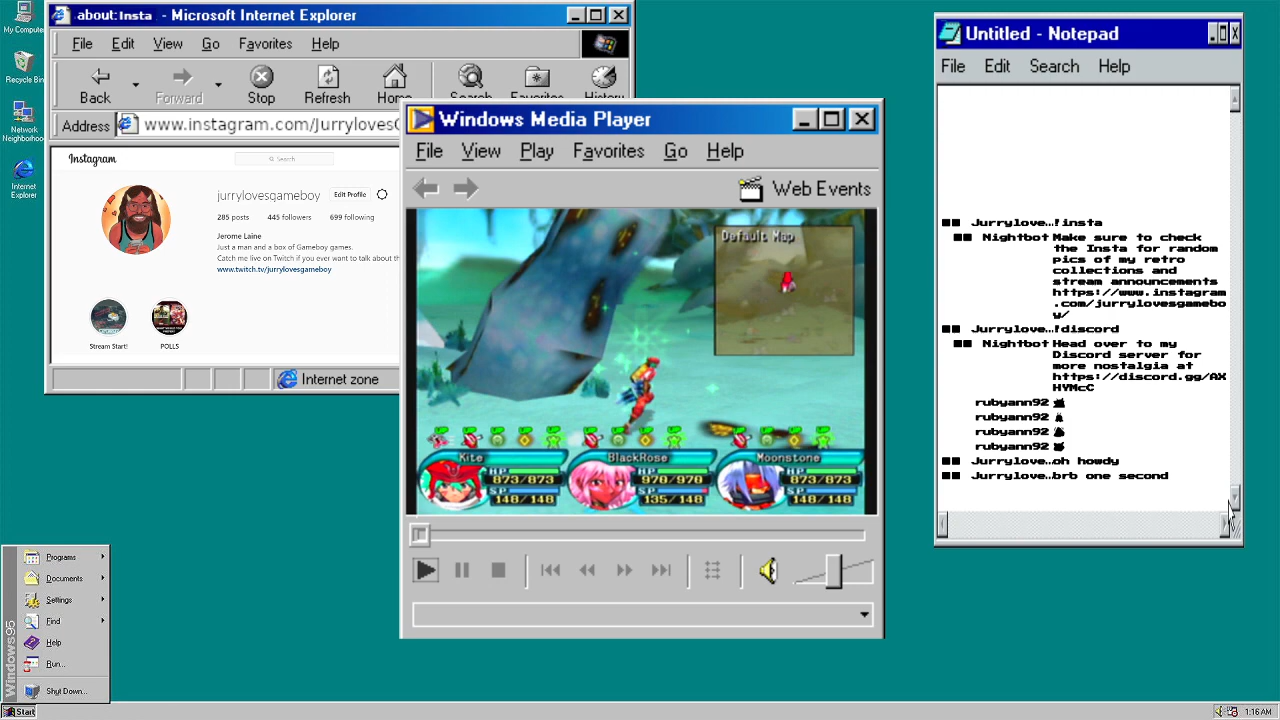 My Compute
Recycle Bin
Network
Neighborhood
Internet
Explorer
about:Insta - Microsoft Internet Explorer
File Edit View Go Favorites Help
Back Forward Stop Refresh Home Search Favorites History
Address www.instagram.com/Jurryloves
Instagram Search
jurrylovesgameboy Edit Profile
285 posts 445 followers 699 following
Jerome Laine
Just a man and a box of Gameboy games.
Catch me live on Twitch if you ever want to talk about th
www.twitch.tv/jurrylovesgameboy
Stream Start! POLLS
Internet zone
Windows Media Player
File View Play Favorites Go Help
Web Events
Default Map
Kite BlackRose Moonstone
HP HP HP
873/873 970/970 873/873
SP SP SP
148/148 135/148 148/148
Untitled - Notepad
File Edit Search Help
Jurrylove..!insta
Nightbot Make sure to check
the Insta for random
pics of my retro
collections and
stream announcements
https://www.instagram
.com/jurrylovesgamebo
y/
Jurrylove..!discord
Nightbot Head over to my
Discord server for
more nostalgia at
https://discord.gg/AX
HYMcC
rubyann92
rubyann92
rubyann92
rubyann92
Jurrylove..oh howdy
Jurrylove..brb one second
Windows95
Programs
Documents
Settings
Find
Help
Run...
Shut Down...
Start
1:16 AM